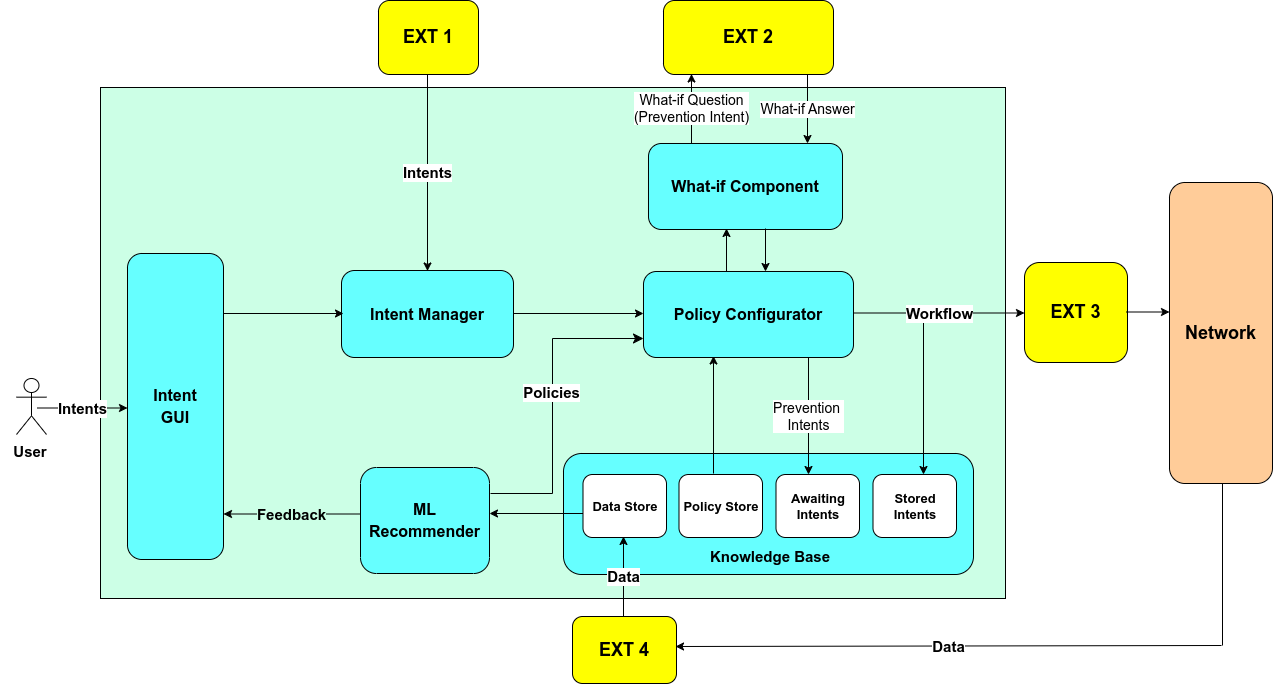 EXT 1
EXT 2
What-if Question
(Prevention Intent)
What-if Answer
Intents
What-if Component
Intent Manager
Policy Configurator
Workflow
EXT 3
Network
Intent
GUI
Intents
User
Policies
Prevention
Intents
Feedback
ML
Recommender
Data Store
Policy Store
Awaiting
Intents
Stored
Intents
Knowledge Base
Data
EXT 4
Data